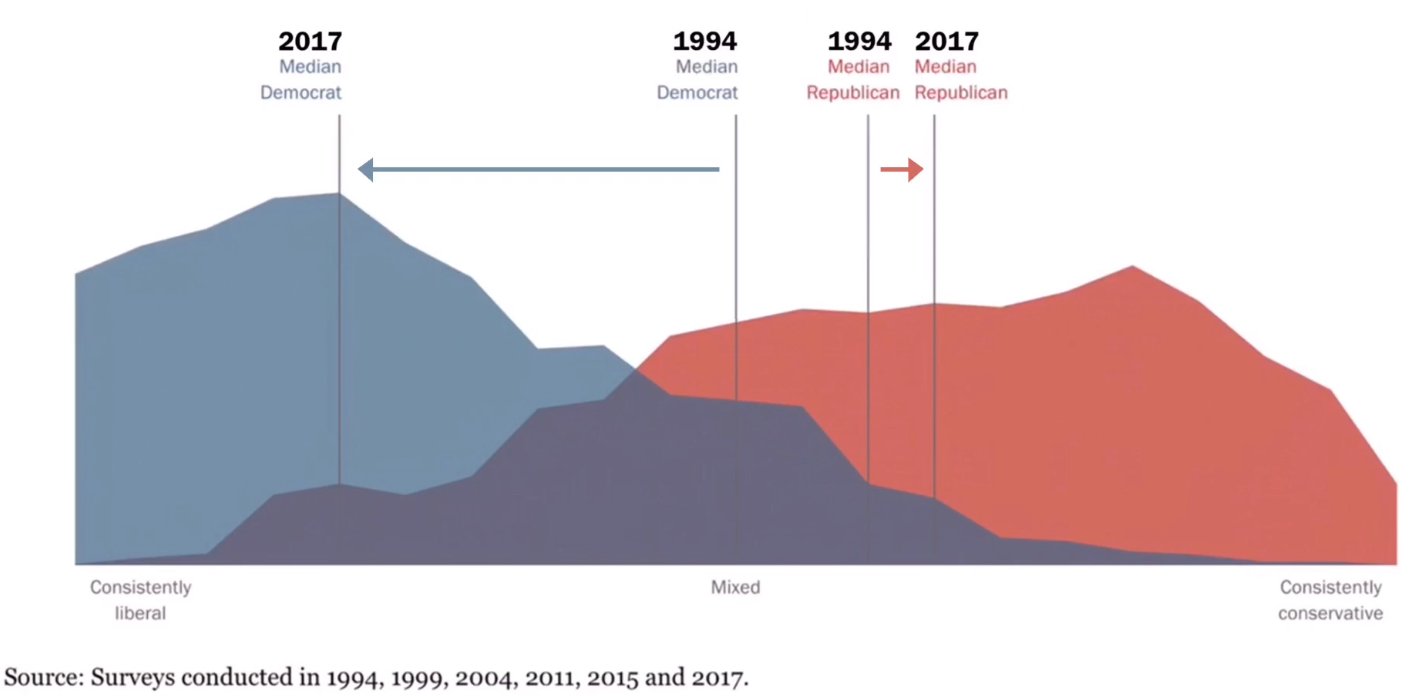 2017
Median
Democrat
1994
Median
Democrat
1994
Median
Republican
2017
Median
Republican
Consistently
liberal
Mixed
Consistently
conservative
Source: Surveys conducted in 1994, 1999, 2004, 2011, 2015 and 2017.